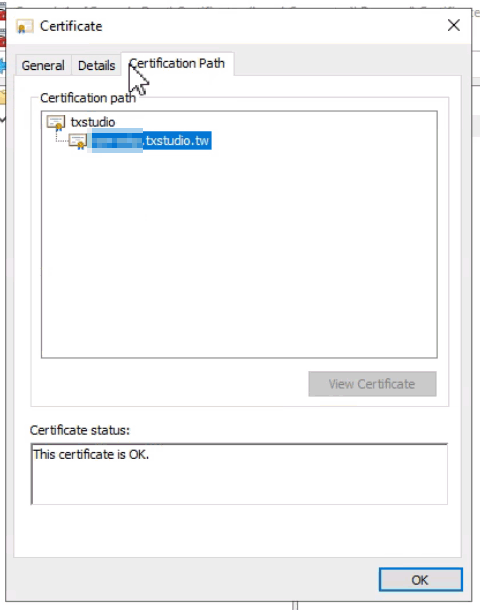 Certificate
General Details Certification Path
Certification path
txstudio
.txstudio.tw
View Certificate
Certificate status:
This certificate is OK.
OK